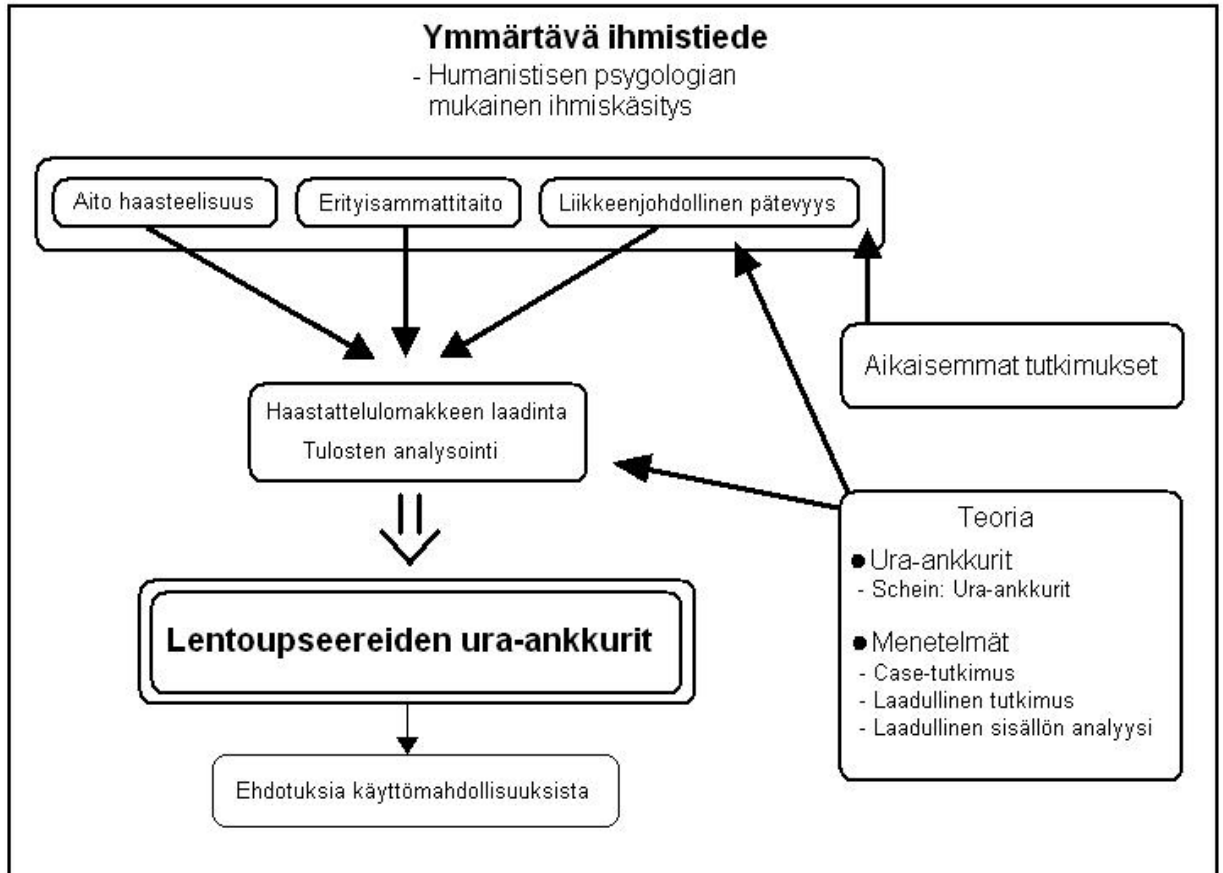 Ymmärtävä ihmistiede
- Humanistisen psygologian
mukainen ihmiskäsitys
Aito haasteelisuus
Erityisammattitaito
Liikkeenjohdollinen pätevyys
Aikaisemmat tutkimukset
Haastattelulomakkeen laadinta
Tulosten analysointi
Teoria
● Ura-ankkurit
- Schein: Ura-ankkurit
● Menetelmät
- Case-tutkimus
- Laadullinen tutkimus
- Laadullinen sisällön analyysi
Lentoupseereiden ura-ankkurit
Ehdotuksia käyttömahdollisuuksista